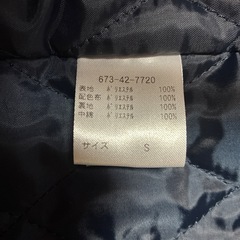 673-42-7720
表地 ポリエステル 100%
配色布 ポリエステル 100%
裏地 ポリエステル 100%
中綿 ポリエステル 100%
サイズ S